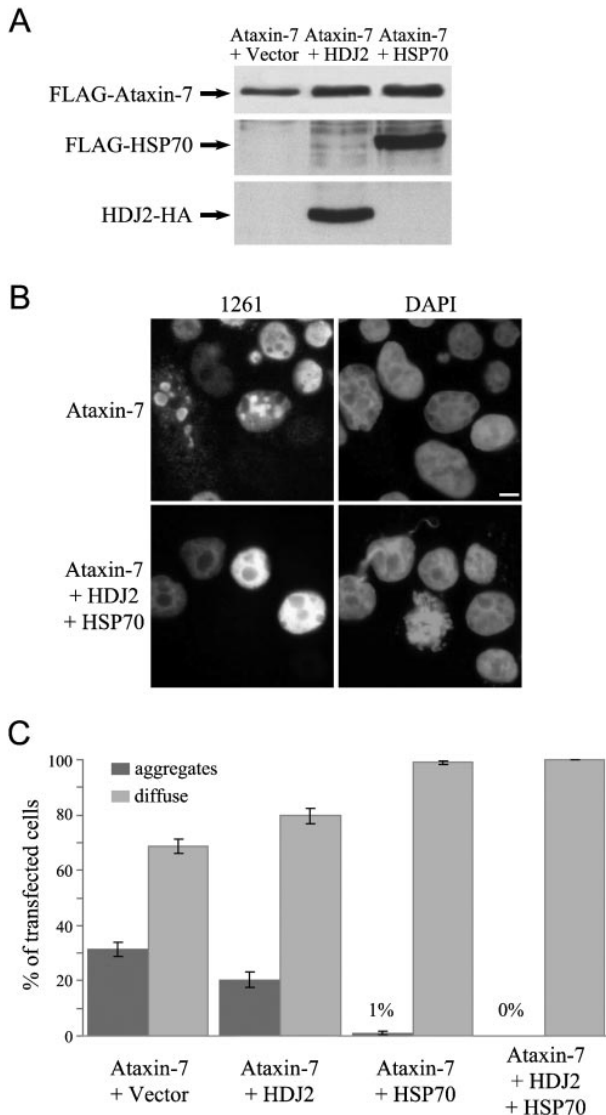 A
Ataxin-7 Ataxin-7 Ataxin-7
+ Vector + HDJ2 + HSP70
FLAG-Ataxin-7
FLAG-HSP70
HDJ2-HA
B
1261 DAPI
Ataxin-7
Ataxin-7
+ HDJ2
+ HSP70
C
100
80
60
40
20
0
% of transfected cells
aggregates
diffuse
1%
0%
Ataxin-7 Ataxin-7 Ataxin-7 Ataxin-7
+ Vector + HDJ2 + HSP70 + HDJ2
+ HSP70